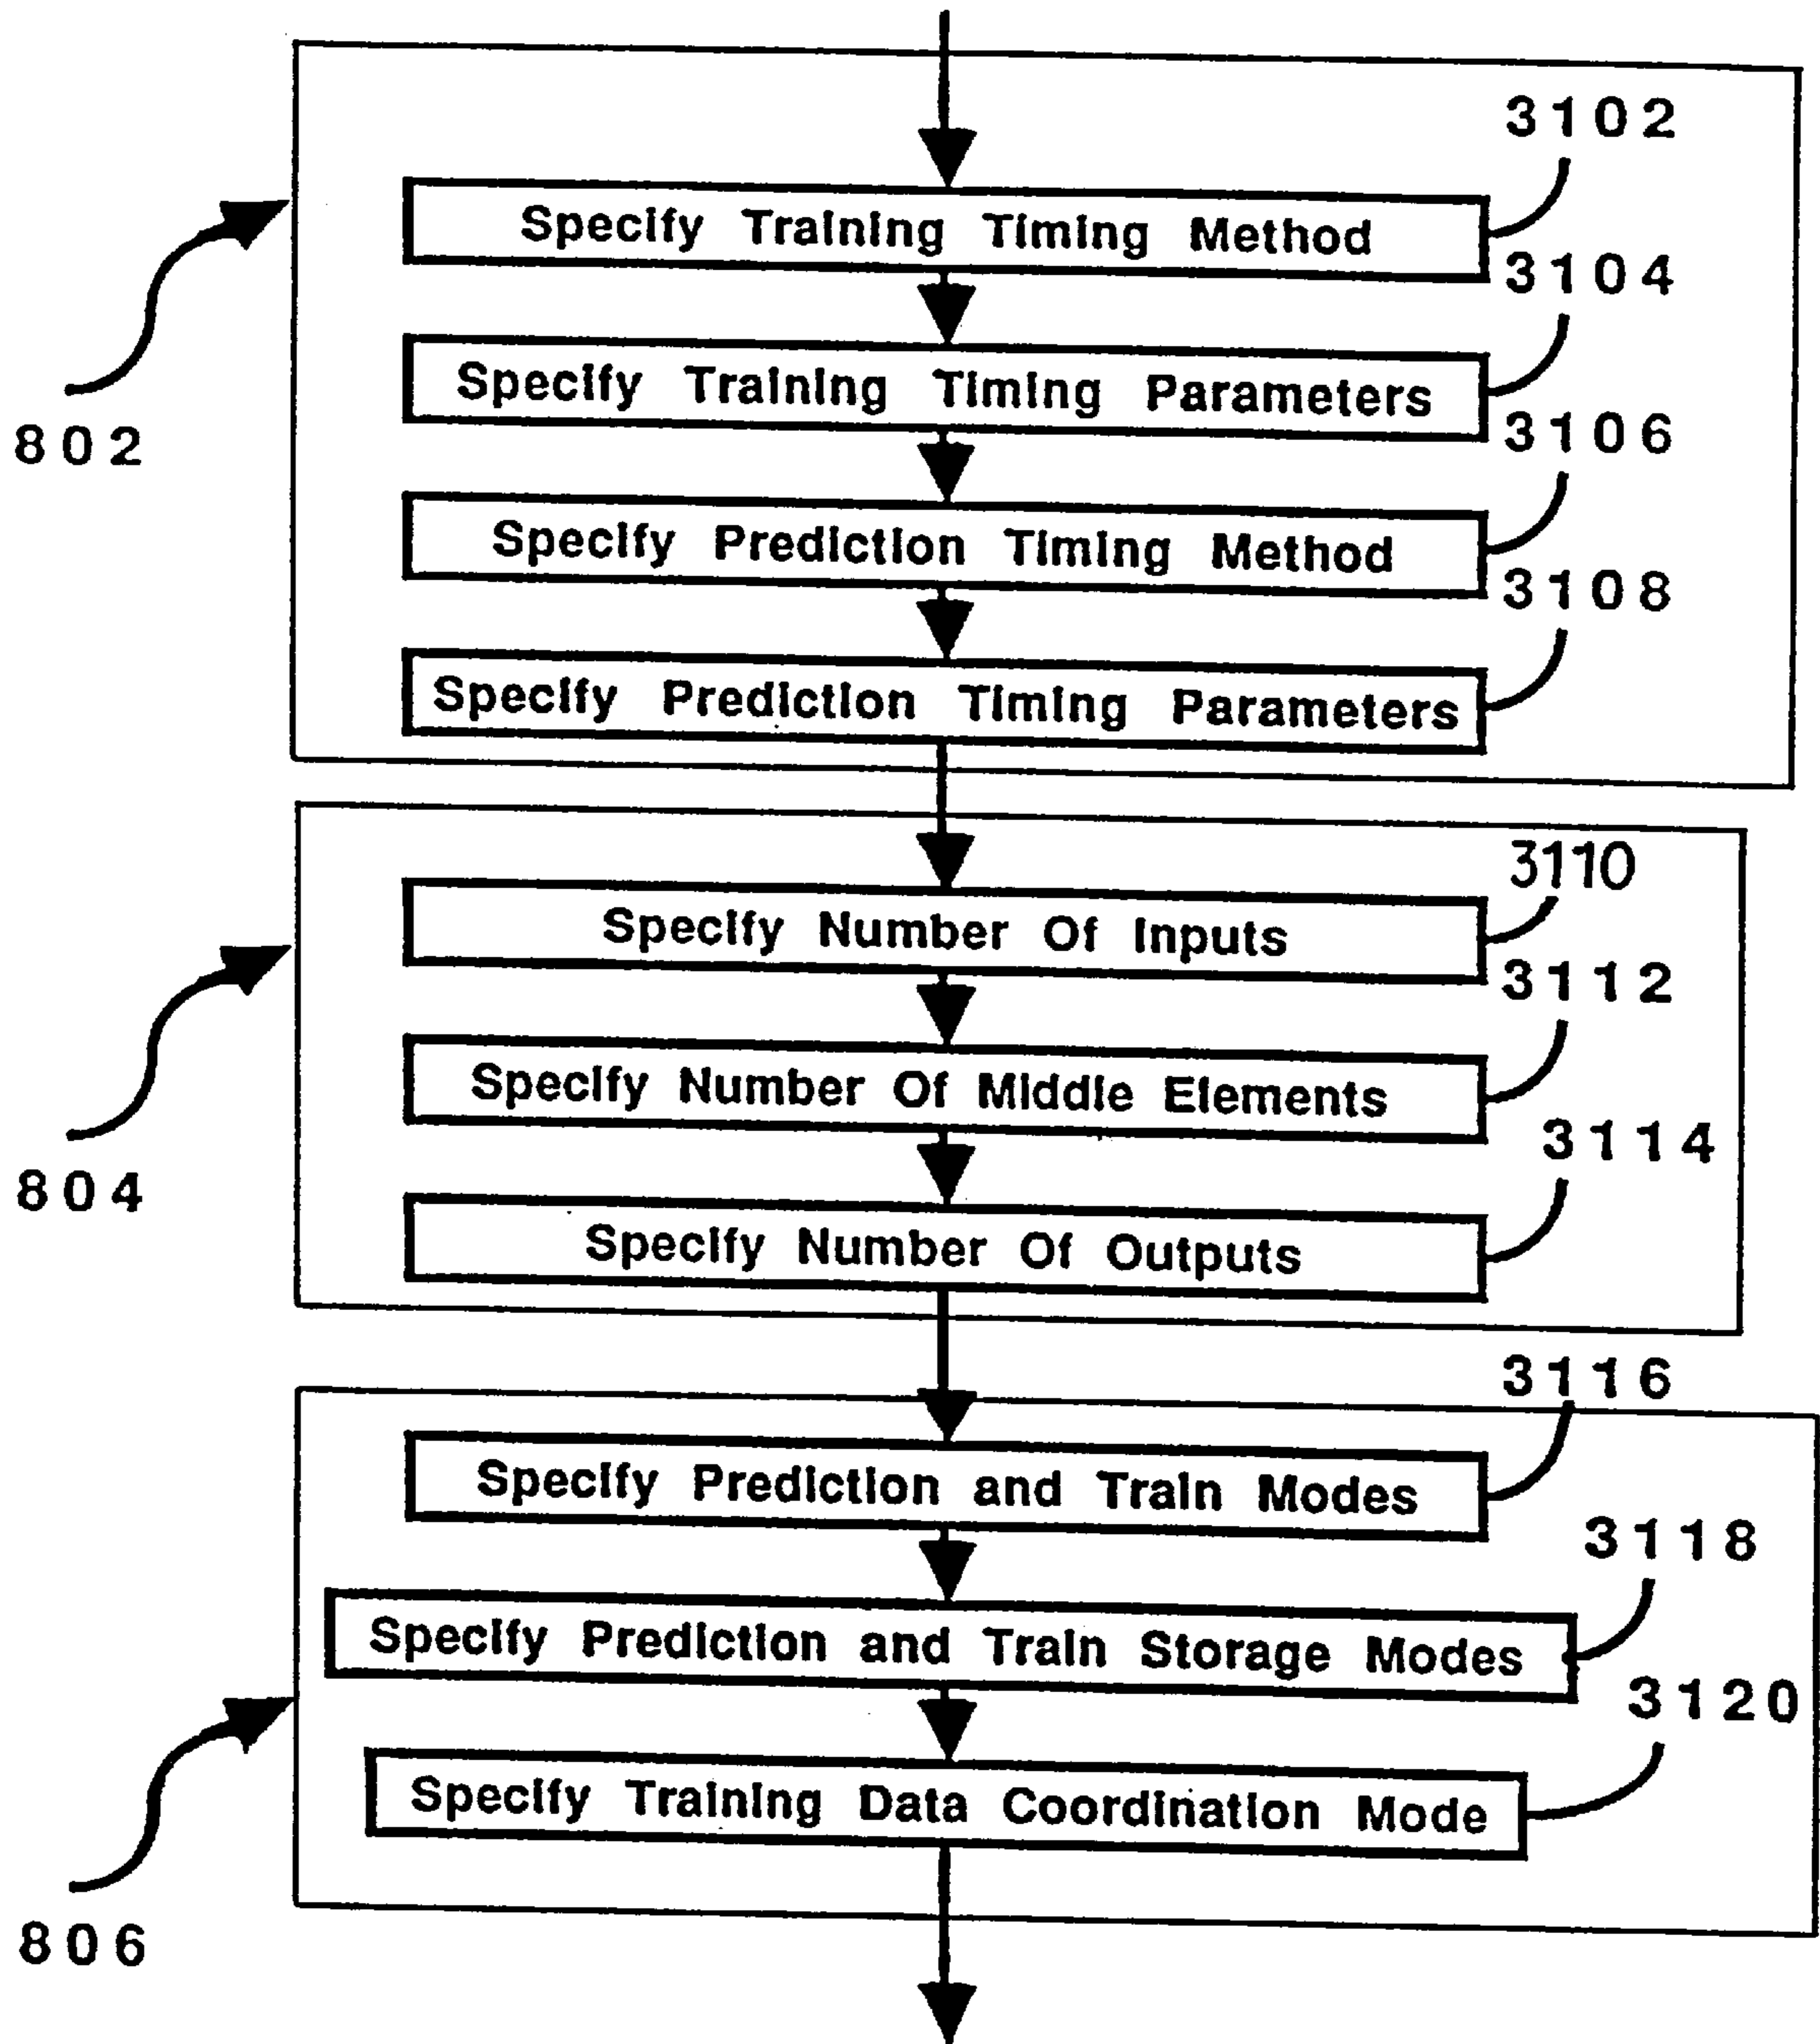 3102
Specify Training Timing Method
3104
Specify Training Timing Parameters
3106
802
Specify Prediction Timing Method
3108
Specify Prediction Timing Parameters
3110
Specify Number Of Inputs
3112
Specify Number Of Middle Elements
3114
804
Specify Number Of Outputs
3116
Specify Prediction and Train Modes
3118
Specify Prediction and Train Storage Modes
3120
Specify Training Data Coordination Mode
806